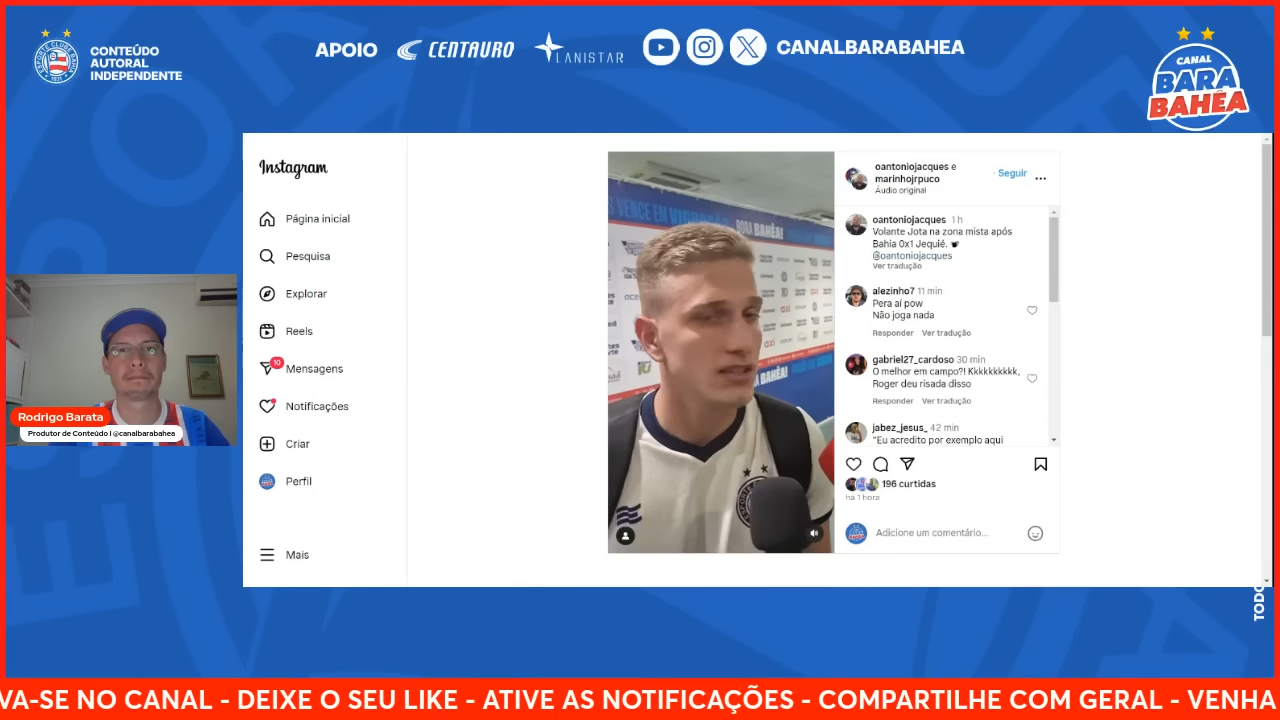 CONTEÚDO
AUTORAL
INDEPENDENTE
APOIO
CENTAURO
LANISTAR
CANALBARABAHEA
CANAL
BARA
BAHÊA
Instagram
Página inicial
Pesquisa
Explorar
Reels
10
Mensagens
Notificações
Criar
Perfil
Mais
BORA
BAHÊA!
oantoniojacques e
marinhojrpuco
Áudio original
· Seguir
oantoniojacques 1 h
Volante Jota na zona mista após
Bahia 0x1 Jequié.
@oantoniojacques
Ver tradução
alezinho7 11 min
Pera aí pow
Não joga nada
Responder Ver tradução
gabriel27_cardoso 30 min
O melhor em campo?! Kkkkkkkkk,
Roger deu risada disso
Responder Ver tradução
jabez_jesus_ 42 min
"Eu acredito por exemplo aqui
196 curtidas
há 1 hora
Adicione um comentário...
Rodrigo Barata
Produtor de Conteúdo | @canalbarabahea
TODO
VA-SE NO CANAL - DEIXE O SEU LIKE - ATIVE AS NOTIFICAÇÕES - COMPARTILHE COM GERAL - VENHA